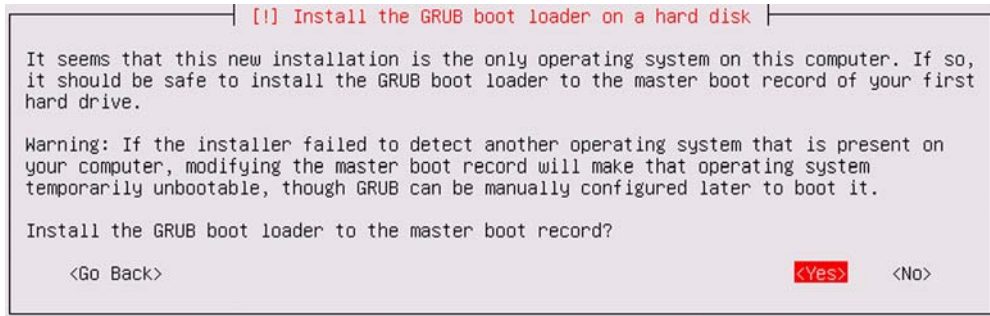 [!] Install the GRUB boot loader on a hard disk
It seems that this new installation is the only operating system on this computer. If so,
it should be safe to install the GRUB boot loader to the master boot record of your first
hard drive.
Warning: If the installer failed to detect another operating system that is present on
your computer, modifying the master boot record will make that operating system
temporarily unbootable, though GRUB can be manually configured later to boot it.
Install the GRUB boot loader to the master boot record?
<Go Back> <Yes> <No>